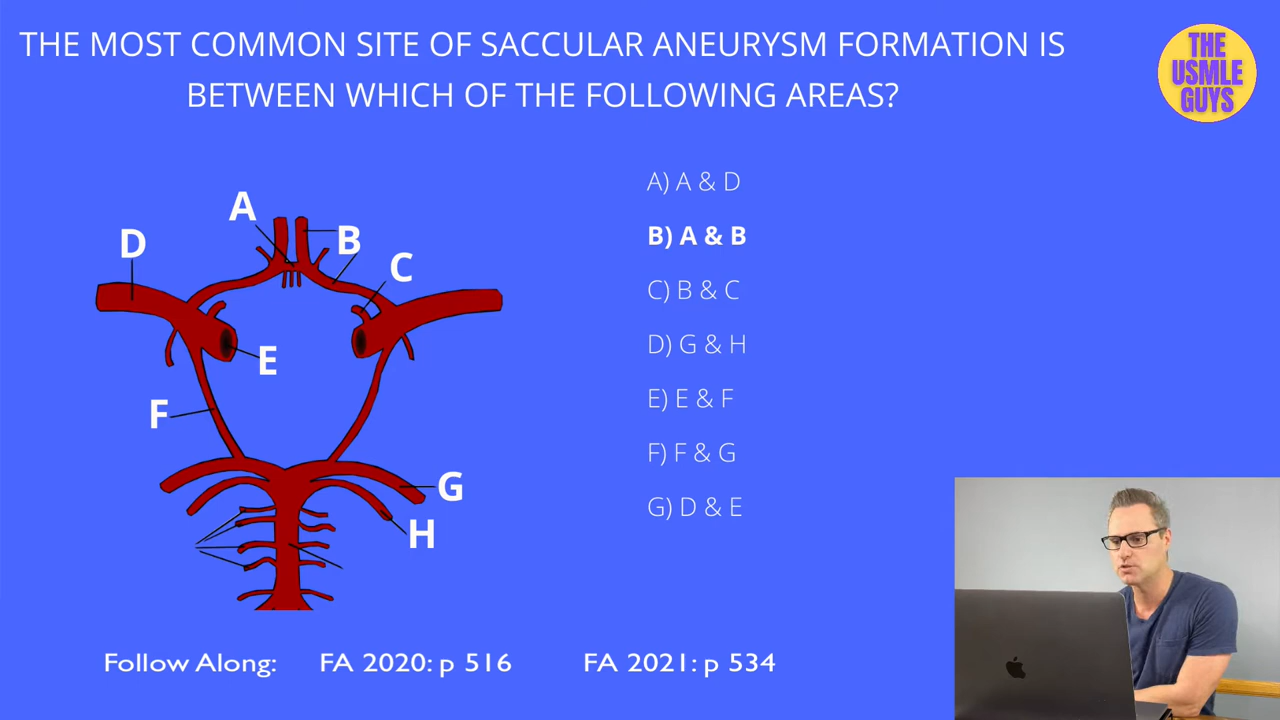 THE MOST COMMON SITE OF SACCULAR ANEURYSM FORMATION IS
BETWEEN WHICH OF THE FOLLOWING AREAS?
THE
USMLE
GUYS
A
B
C
D
E
F
G
H
A) A & D
B) A & B
C) B & C
D) G & H
E) E & F
F) F & G
G) D & E
Follow Along: FA 2020: p 516 FA 2021: p 534